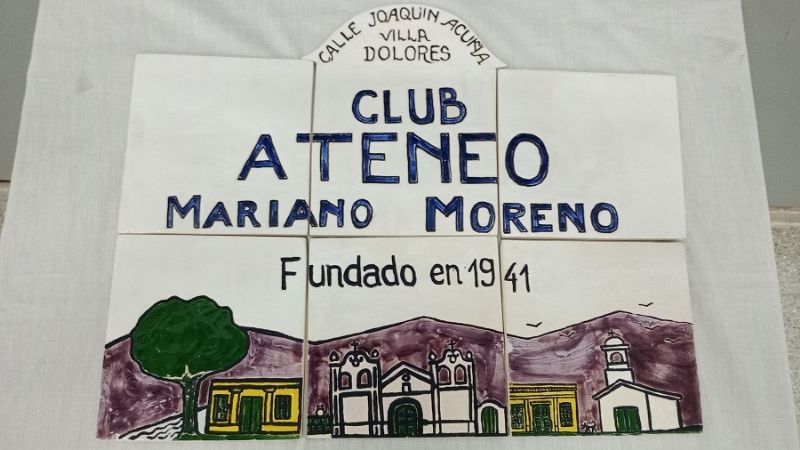 CALLE JOAQUIN ACUÑA
VILLA
DOLORES
CLUB
ATENEO
MARIANO MORENO
Fundado en 1941